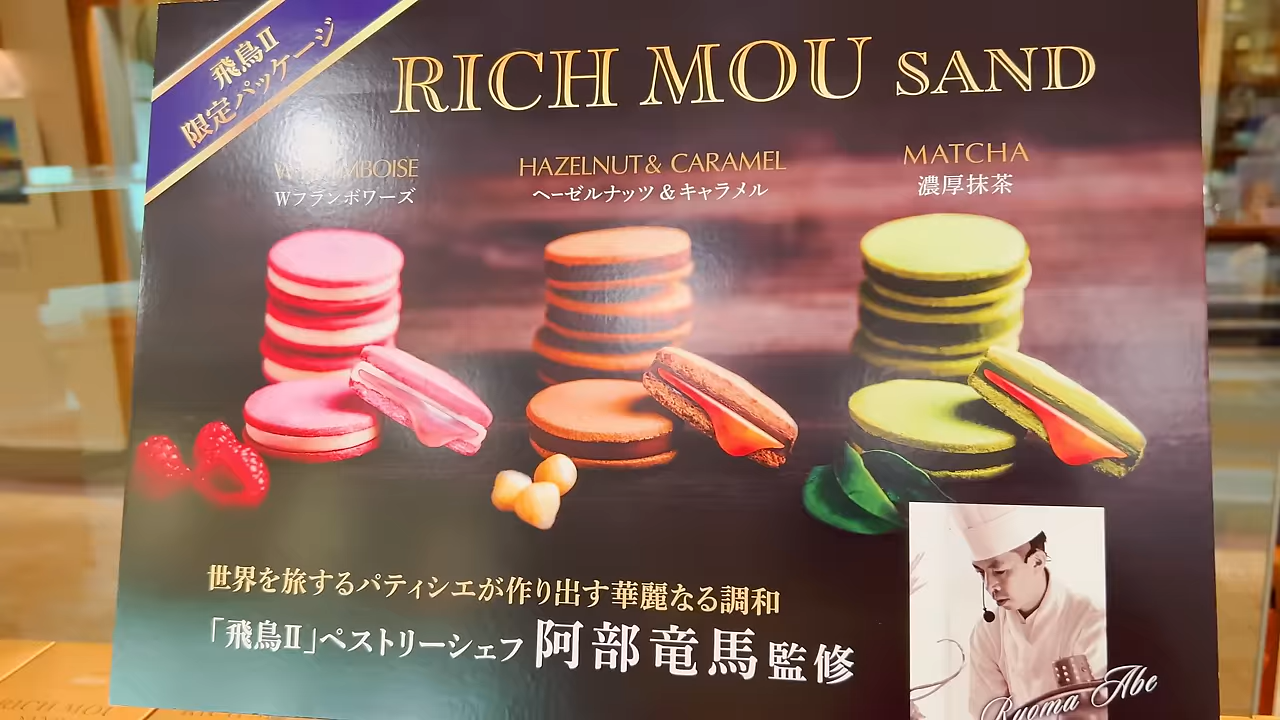 飛鳥Ⅱ
限定パッケージ
RICH MOU SAND
W FRAMBOISE
Wフランボワーズ
HAZELNUT & CARAMEL
ヘーゼルナッツ&キャラメル
MATCHA
濃厚抹茶
世界を旅するパティシエが作り出す華麗なる調和
「飛鳥Ⅱ」ペストリーシェフ 阿部竜馬監修
Ryoma Abe
RICH MOU